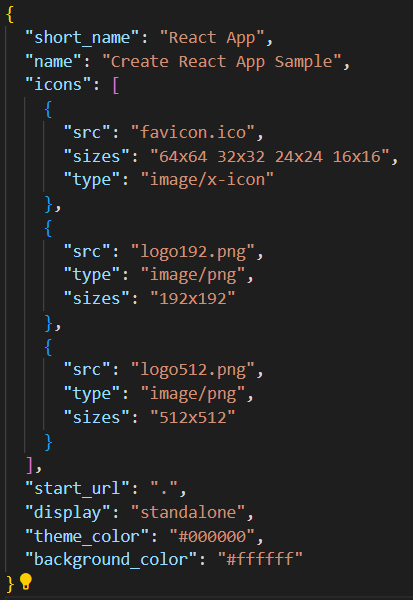 {
  "short_name": "React App",
  "name": "Create React App Sample",
  "icons": [
    {
      "src": "favicon.ico",
      "sizes": "64x64 32x32 24x24 16x16",
      "type": "image/x-icon"
    },
    {
      "src": "logo192.png",
      "type": "image/png",
      "sizes": "192x192"
    },
    {
      "src": "logo512.png",
      "type": "image/png",
      "sizes": "512x512"
    }
  ],
  "start_url": ".",
  "display": "standalone",
  "theme_color": "#000000",
  "background_color": "#ffffff"
}